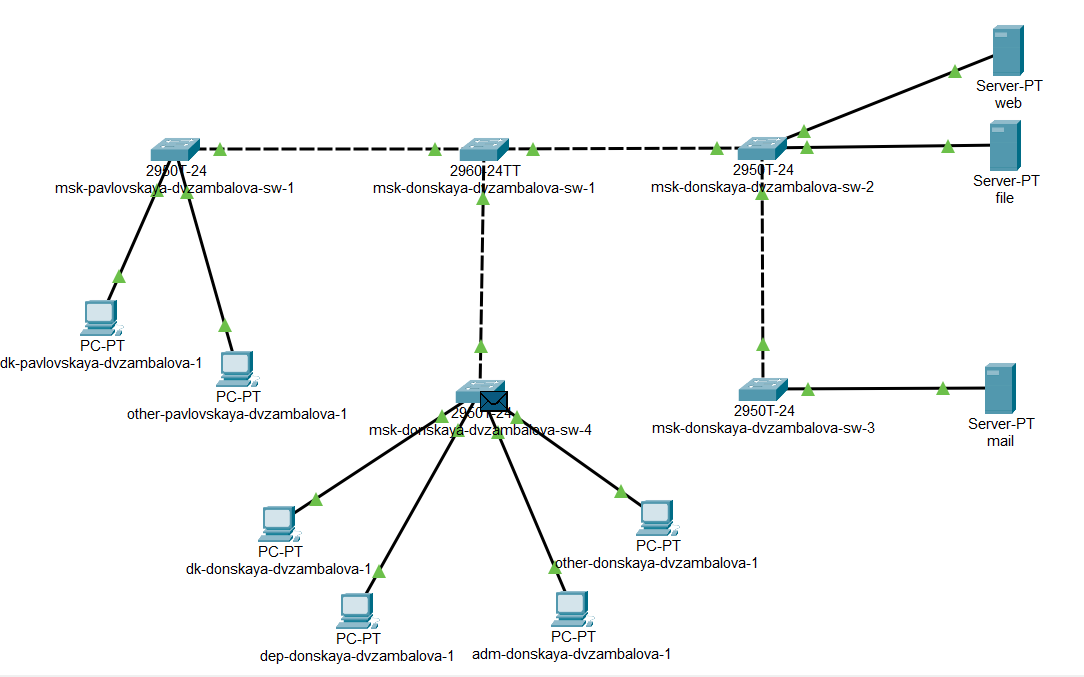 Server-PT
web
2950T-24
msk-pavlovskaya-dvzambalova-sw-1
2960-24TT
msk-donskaya-dvzambalova-sw-1
2950T-24
msk-donskaya-dvzambalova-sw-2
Server-PT
file
PC-PT
dk-pavlovskaya-dvzambalova-1
PC-PT
other-pavlovskaya-dvzambalova-1
2950T-24
msk-donskaya-dvzambalova-sw-4
2950T-24
msk-donskaya-dvzambalova-sw-3
Server-PT
mail
PC-PT
dk-donskaya-dvzambalova-1
PC-PT
other-donskaya-dvzambalova-1
PC-PT
dep-donskaya-dvzambalova-1
PC-PT
adm-donskaya-dvzambalova-1